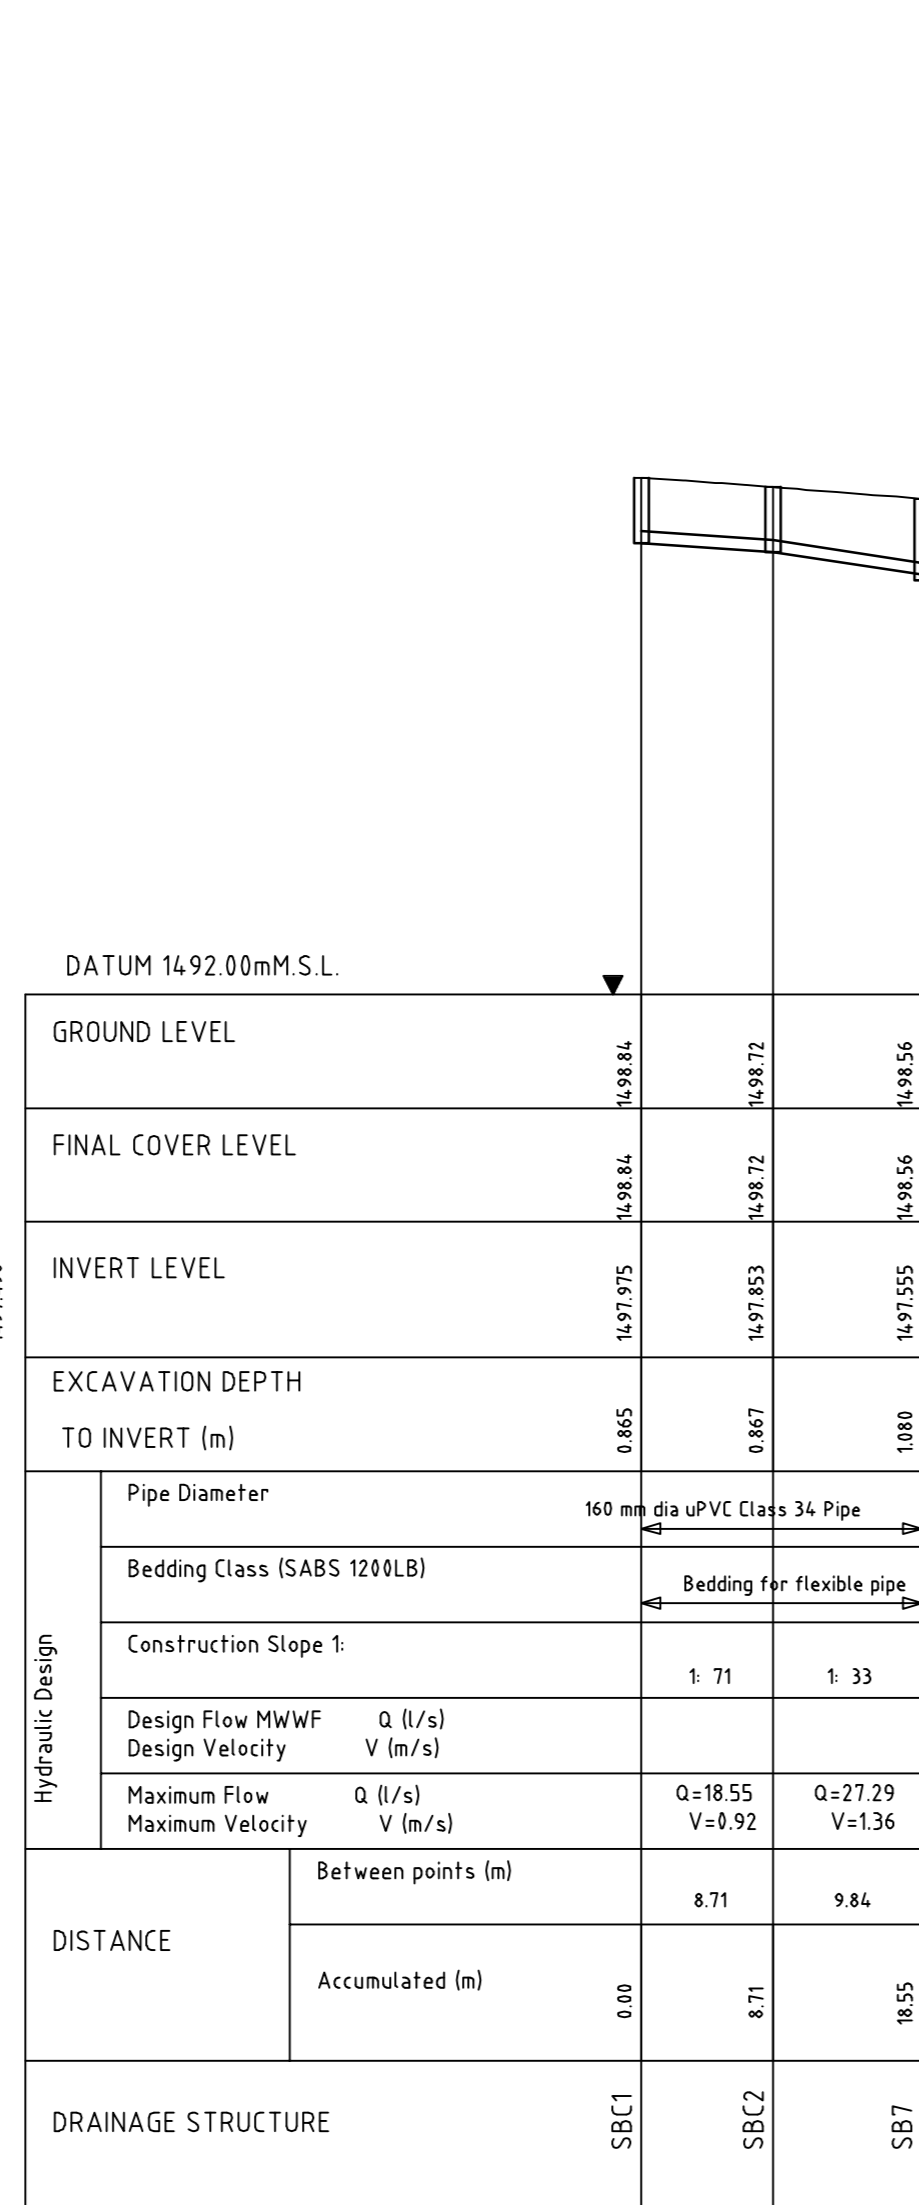 DATUM 1492.00mM.S.L.
GROUND LEVEL 1498.84 1498.72 1498.56
FINAL COVER LEVEL 1498.84 1498.72 1498.56
INVERT LEVEL 1497.975 1497.853 1497.555
EXCAVATION DEPTH
TO INVERT (m) 0.865 0.867 1.080
Hydraulic Design
Pipe Diameter
160 mm dia uPVC Class 34 Pipe
Bedding Class (SABS 1200LB)
Bedding for flexible pipe
Construction Slope 1:
1: 71 1: 33
Design Flow MWWF Q (l/s)
Design Velocity V (m/s)
Maximum Flow Q (l/s) Q=18.55 Q=27.29
Maximum Velocity V (m/s) V=0.92 V=1.36
DISTANCE
Between points (m)
8.71 9.84
Accumulated (m) 0.00 8.71 18.55
DRAINAGE STRUCTURE SBC1 SBC2 SB7